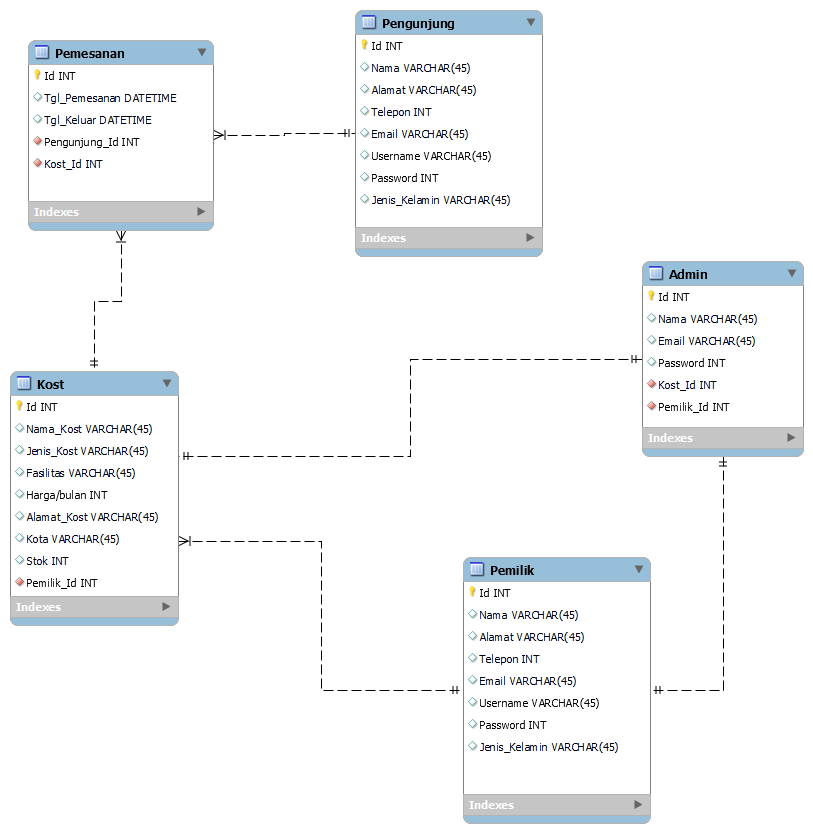 Pemesanan
Id INT
Tgl_Pemesanan DATETIME
Tgl_Keluar DATETIME
Pengunjung_Id INT
Kost_Id INT
Indexes
Pengunjung
Id INT
Nama VARCHAR(45)
Alamat VARCHAR(45)
Telepon INT
Email VARCHAR(45)
Username VARCHAR(45)
Password INT
Jenis_Kelamin VARCHAR(45)
Indexes
Admin
Id INT
Nama VARCHAR(45)
Email VARCHAR(45)
Password INT
Kost_Id INT
Pemilik_Id INT
Indexes
Kost
Id INT
Nama_Kost VARCHAR(45)
Jenis_Kost VARCHAR(45)
Fasilitas VARCHAR(45)
Harga/bulan INT
Alamat_Kost VARCHAR(45)
Kota VARCHAR(45)
Stok INT
Pemilik_Id INT
Indexes
Pemilik
Id INT
Nama VARCHAR(45)
Alamat VARCHAR(45)
Telepon INT
Email VARCHAR(45)
Username VARCHAR(45)
Password INT
Jenis_Kelamin VARCHAR(45)
Indexes